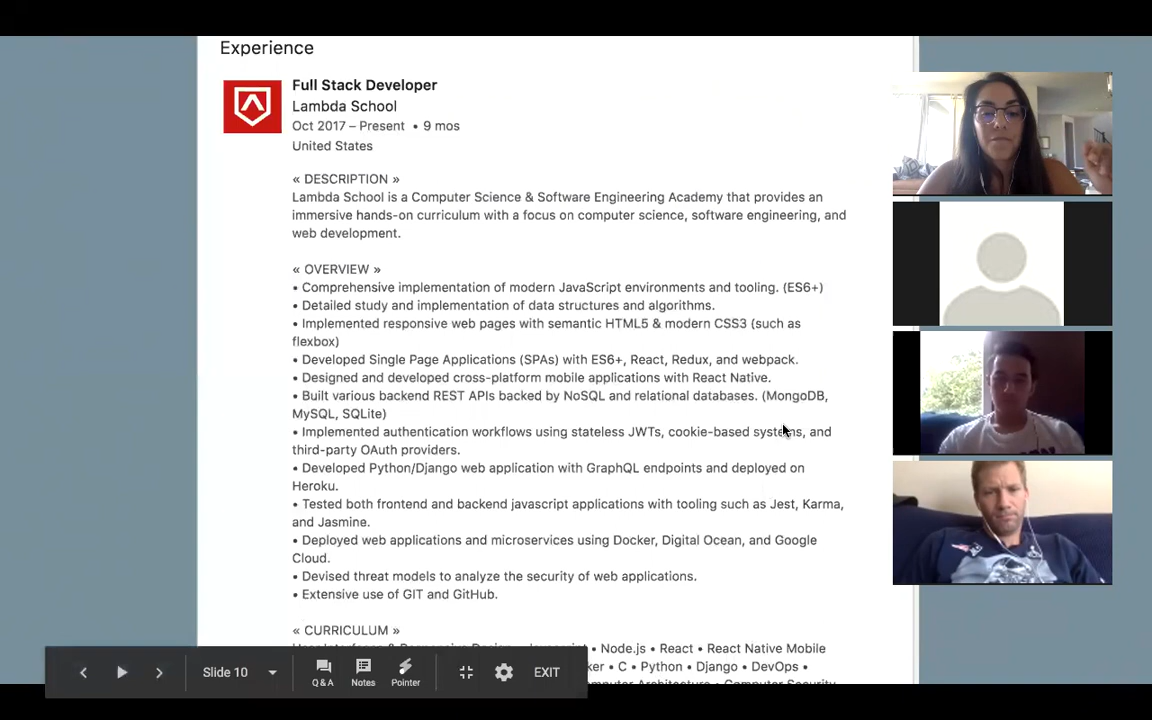 Experience
Full Stack Developer
Lambda School
Oct 2017 – Present • 9 mos
United States
« DESCRIPTION »
Lambda School is a Computer Science & Software Engineering Academy that provides an
immersive hands-on curriculum with a focus on computer science, software engineering, and
web development.
« OVERVIEW »
• Comprehensive implementation of modern JavaScript environments and tooling. (ES6+)
• Detailed study and implementation of data structures and algorithms.
• Implemented responsive web pages with semantic HTML5 & modern CSS3 (such as
flexbox)
• Developed Single Page Applications (SPAs) with ES6+, React, Redux, and webpack.
• Designed and developed cross-platform mobile applications with React Native.
• Built various backend REST APIs backed by NoSQL and relational databases. (MongoDB,
MySQL, SQLite)
• Implemented authentication workflows using stateless JWTs, cookie-based systems, and
third-party OAuth providers.
• Developed Python/Django web application with GraphQL endpoints and deployed on
Heroku.
• Tested both frontend and backend javascript applications with tooling such as Jest, Karma,
and Jasmine.
• Deployed web applications and microservices using Docker, Digital Ocean, and Google
Cloud.
• Devised threat models to analyze the security of web applications.
• Extensive use of GIT and GitHub.
« CURRICULUM »
• Node.js • React • React Native Mobile
• C • Python • Django • DevOps •
Computer Architecture • Computer Security
Slide 10
Q & A
Notes
Pointer
EXIT